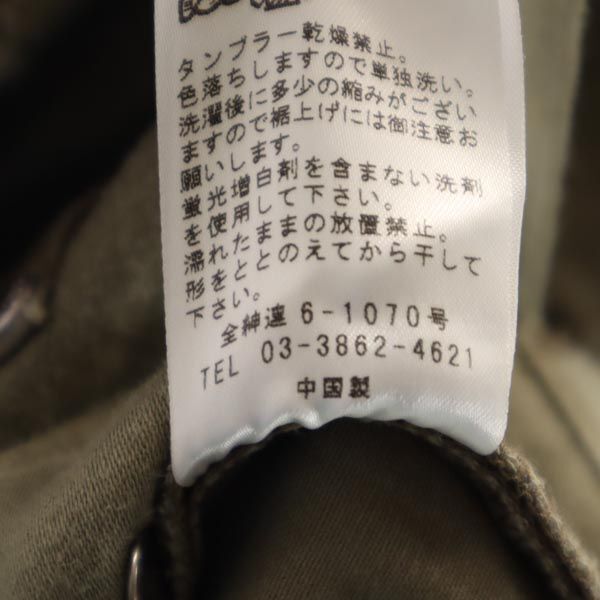 タンブラー乾燥禁止。
色落ちしますので単独洗い。
洗濯後に多少の縮みがござい
ますので裾上げには御注意お
願いします。
蛍光増白剤を含まない洗剤
を使用して下さい。
濡れたままの放置禁止。
形をととのえてから干して
下さい。
全紳連 6-1070号
TEL 03-3862-4621
中国製